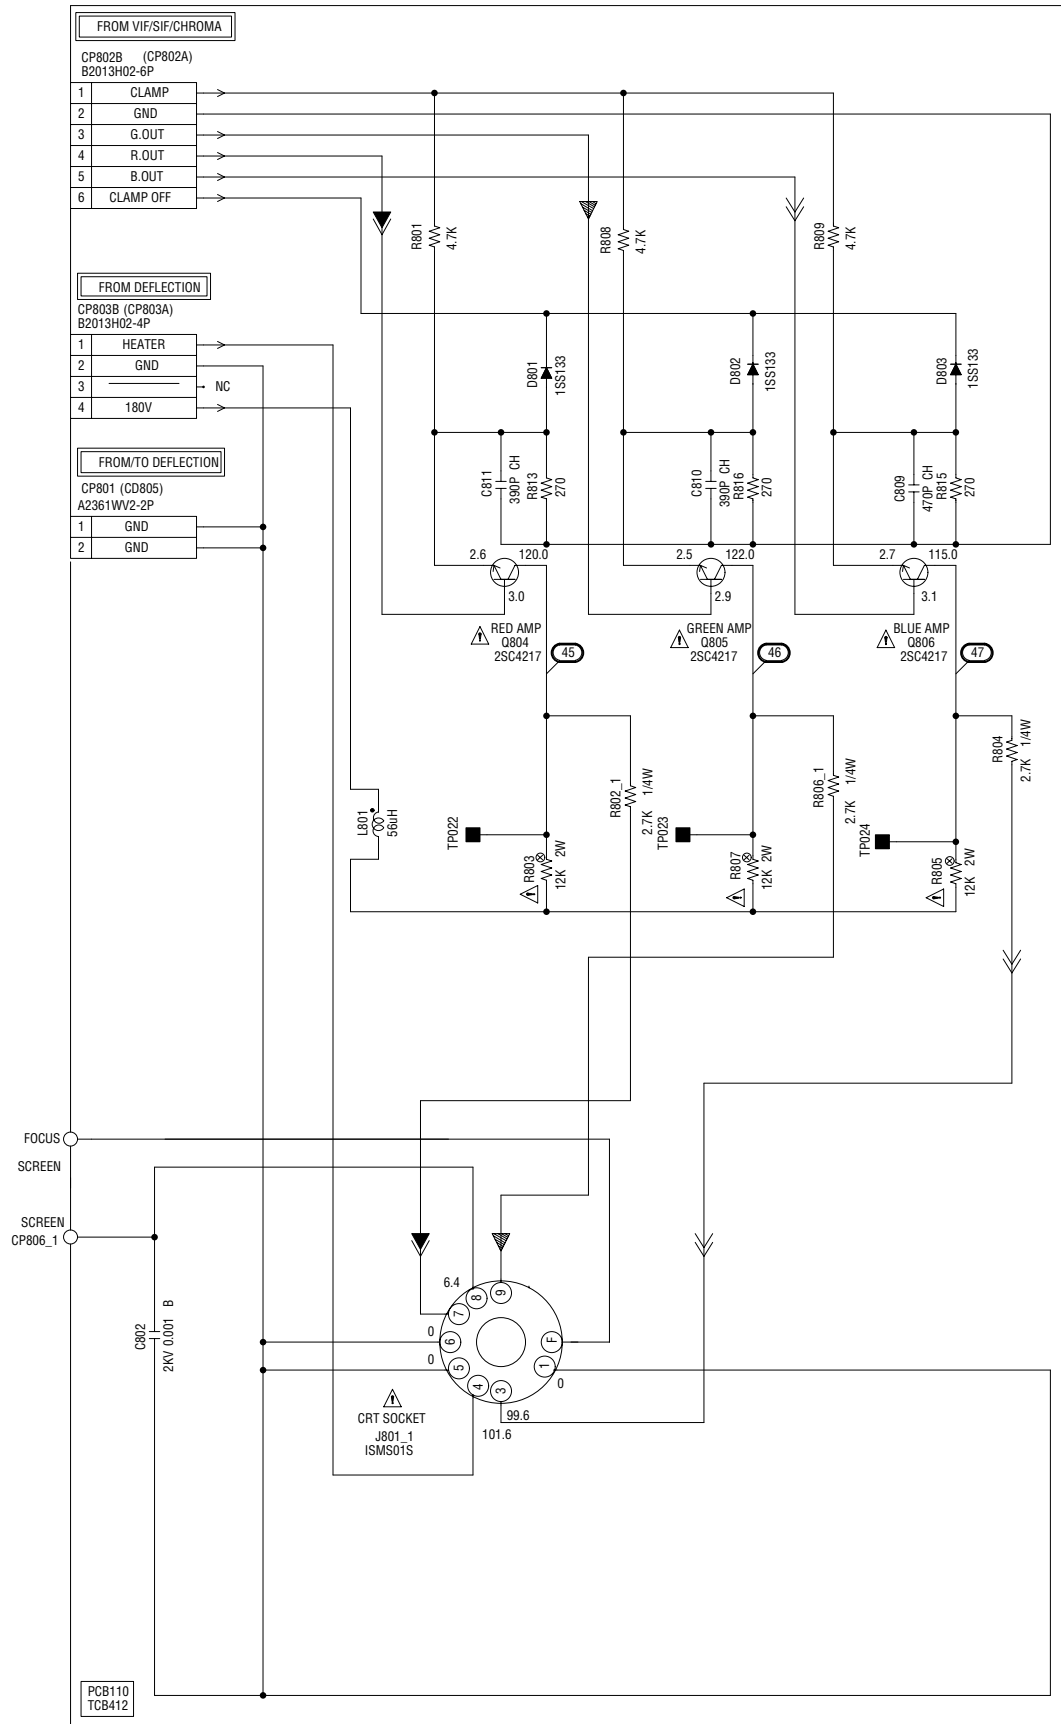 FROM VIF/SIF/CHROMA
CP802B (CP802A)
B2013H02-6P
1 CLAMP
2 GND
3 G.OUT
4 R.OUT
5 B.OUT
6 CLAMP OFF
R801
4.7K
R808
4.7K
R809
4.7K
FROM DEFLECTION
CP803B (CP803A)
B2013H02-4P
1 HEATER
2 GND
3 NC
4 180V
D801
1SS133
D802
1SS133
D803
1SS133
FROM/TO DEFLECTION
CP801 (CD805)
A2361WV2-2P
1 GND
2 GND
C811
390P CH
R813
270
C810
390P CH
R816
270
C809
470P CH
R815
270
2.6 120.0
3.0
2.5 122.0
2.9
2.7 115.0
3.1
RED AMP
Q804
2SC4217
45
GREEN AMP
Q805
2SC4217
46
BLUE AMP
Q806
2SC4217
47
L801
56uH
TP022
R803
12K 2W
R802_1
2.7K 1/4W
TP023
R807
12K 2W
R806_1
2.7K 1/4W
TP024
R805
12K 2W
R804
2.7K 1/4W
FOCUS
SCREEN
SCREEN
CP806_1
C802
2KV 0.001 B
6.4
0
0
0
9
8
7
6
5
4
3
1
F
99.6
101.6
CRT SOCKET
J801_1
ISMS01S
PCB110
TCB412